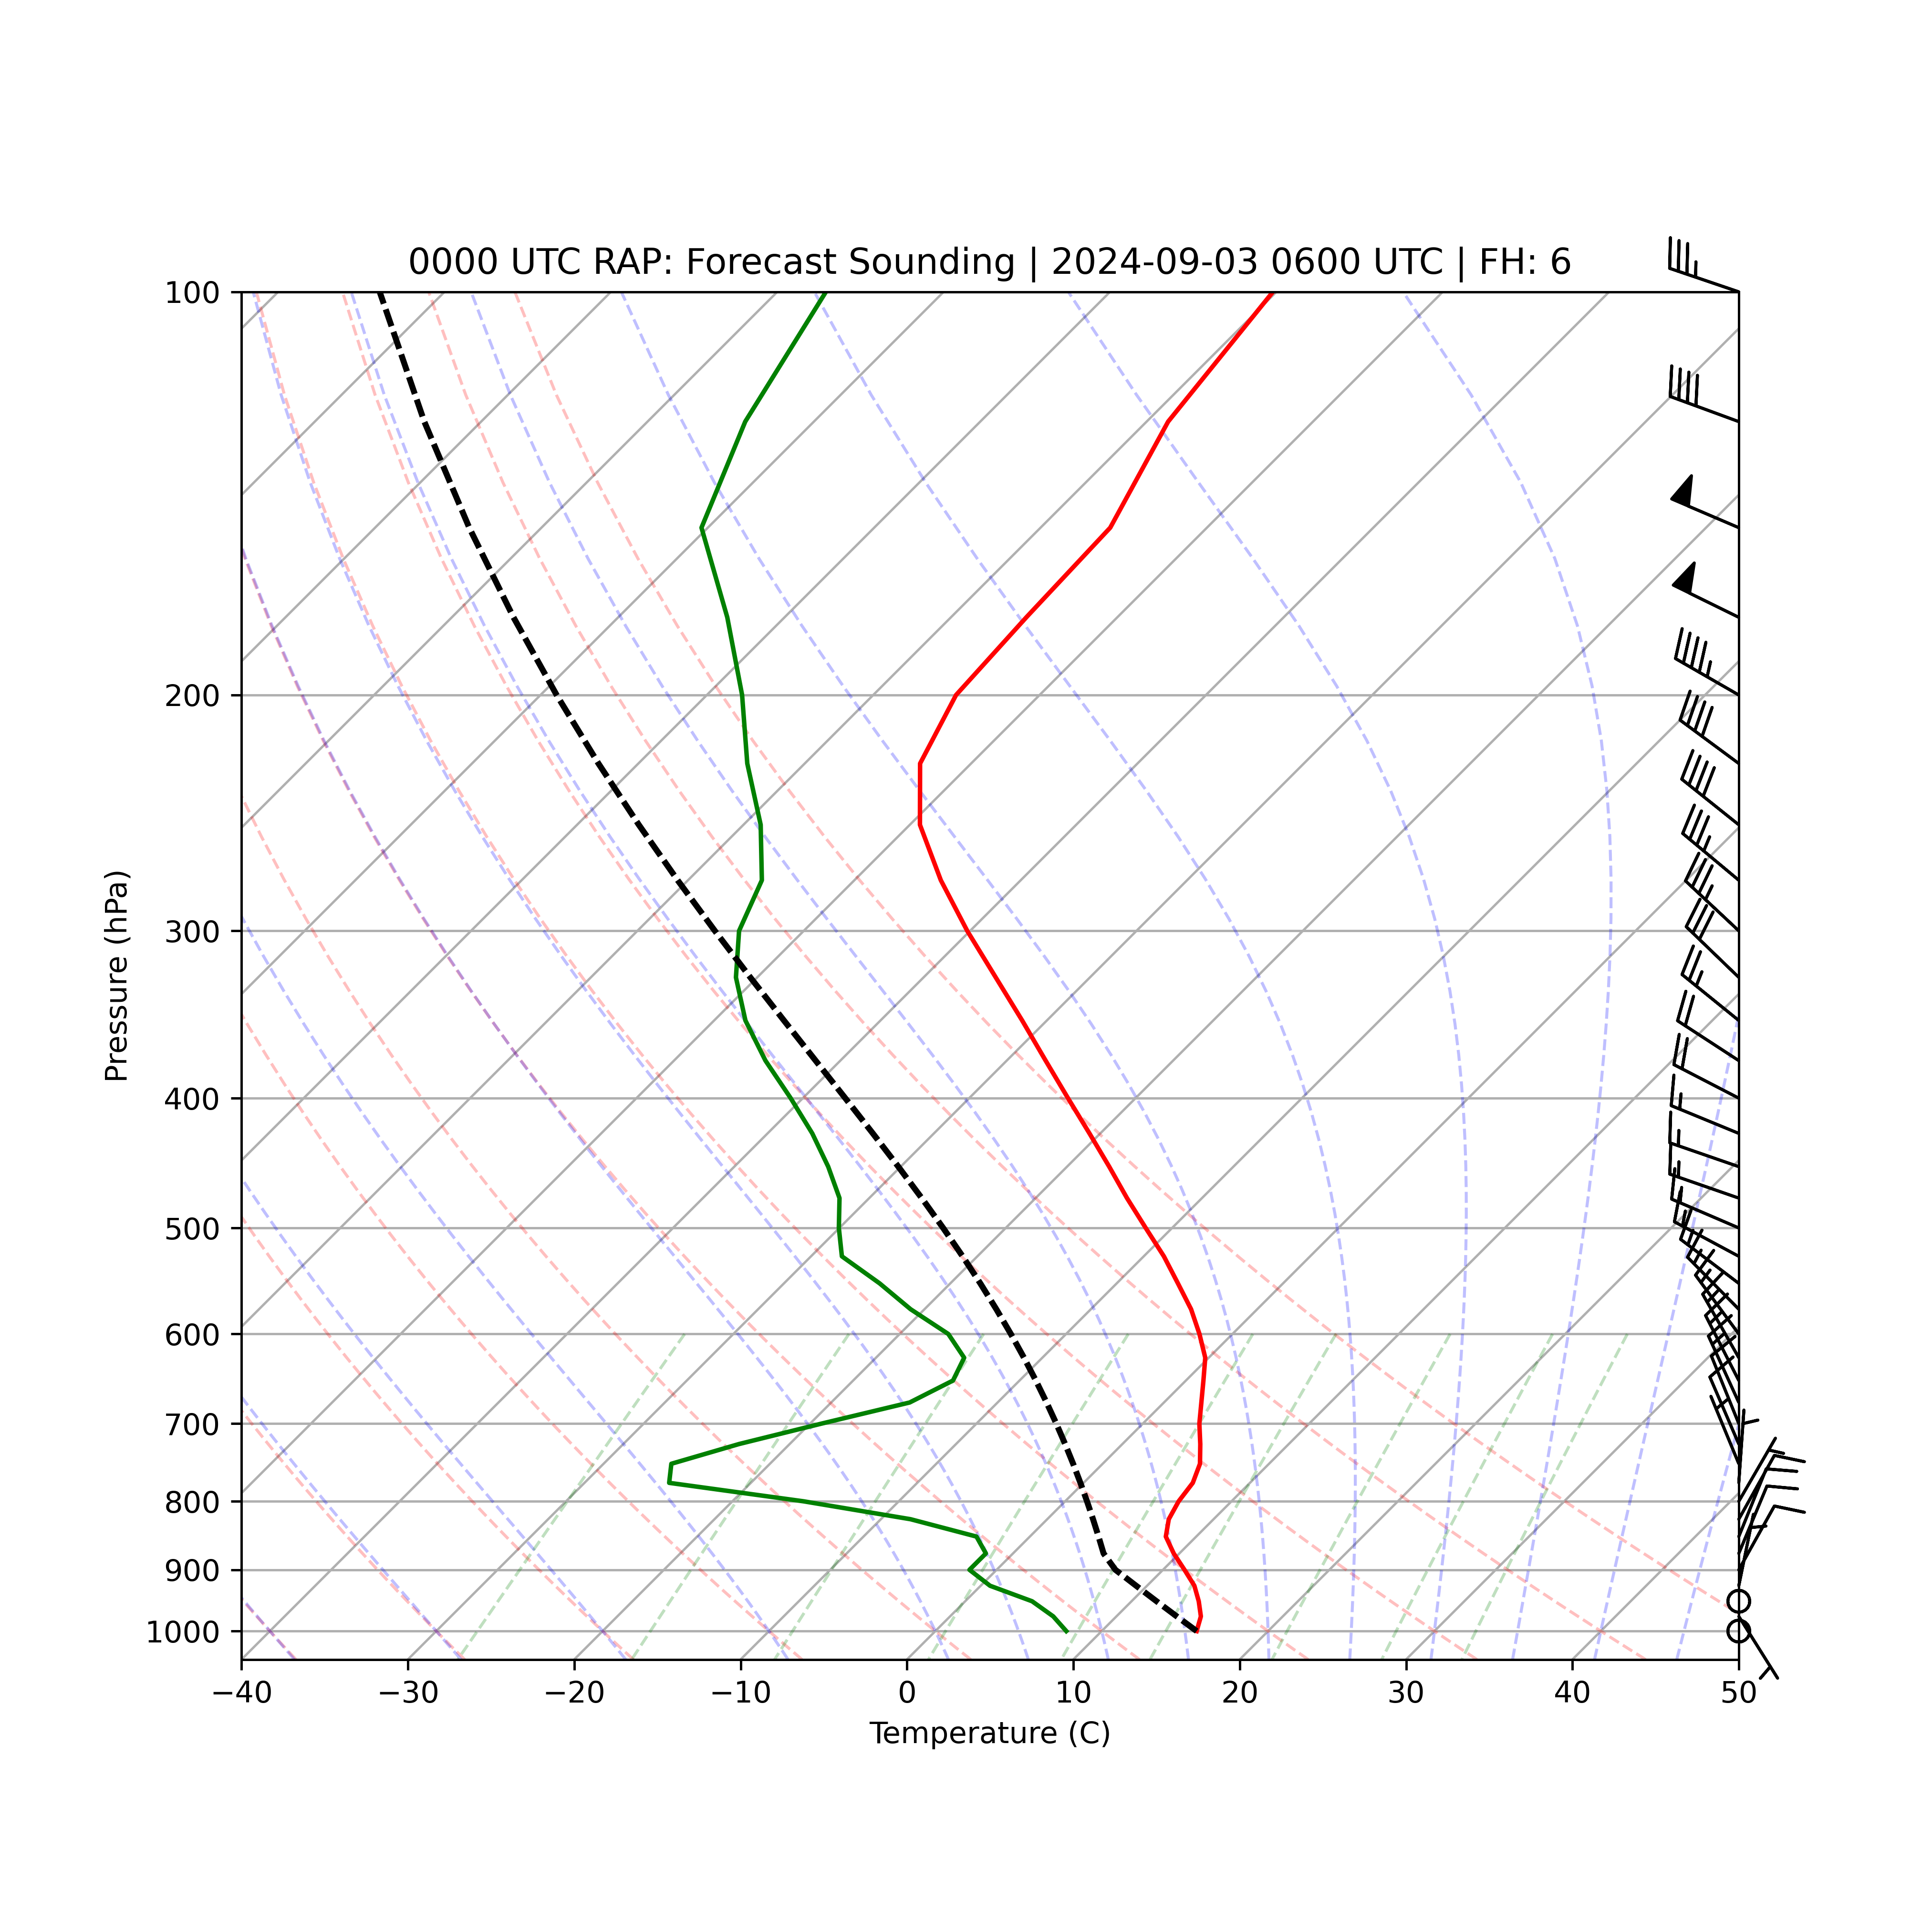 0000 UTC RAP: Forecast Sounding | 2024-09-03 0600 UTC | FH: 6
100
200
300
400
500
600
700
800
900
1000
Pressure (hPa)
−40 −30 −20 −10 0 10 20 30 40 50
Temperature (C)